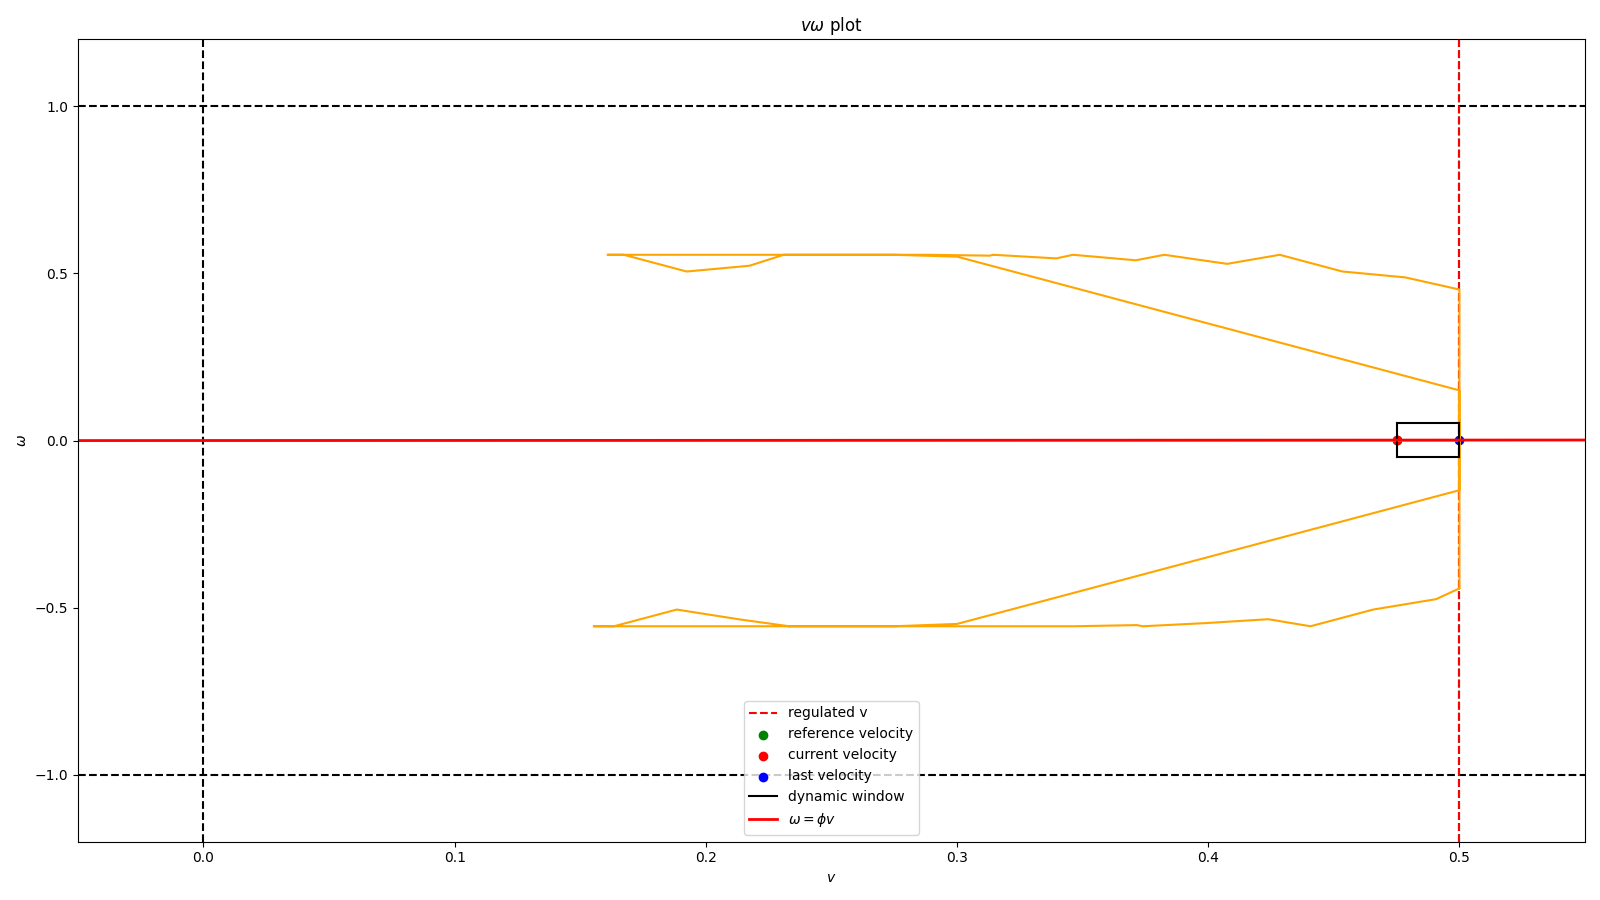 vω plot
1.0
0.5
0.0
−0.5
−1.0
ω
regulated v
reference velocity
current velocity
last velocity
dynamic window
ω = ϕv
0.0 0.1 0.2 0.3 0.4 0.5
v